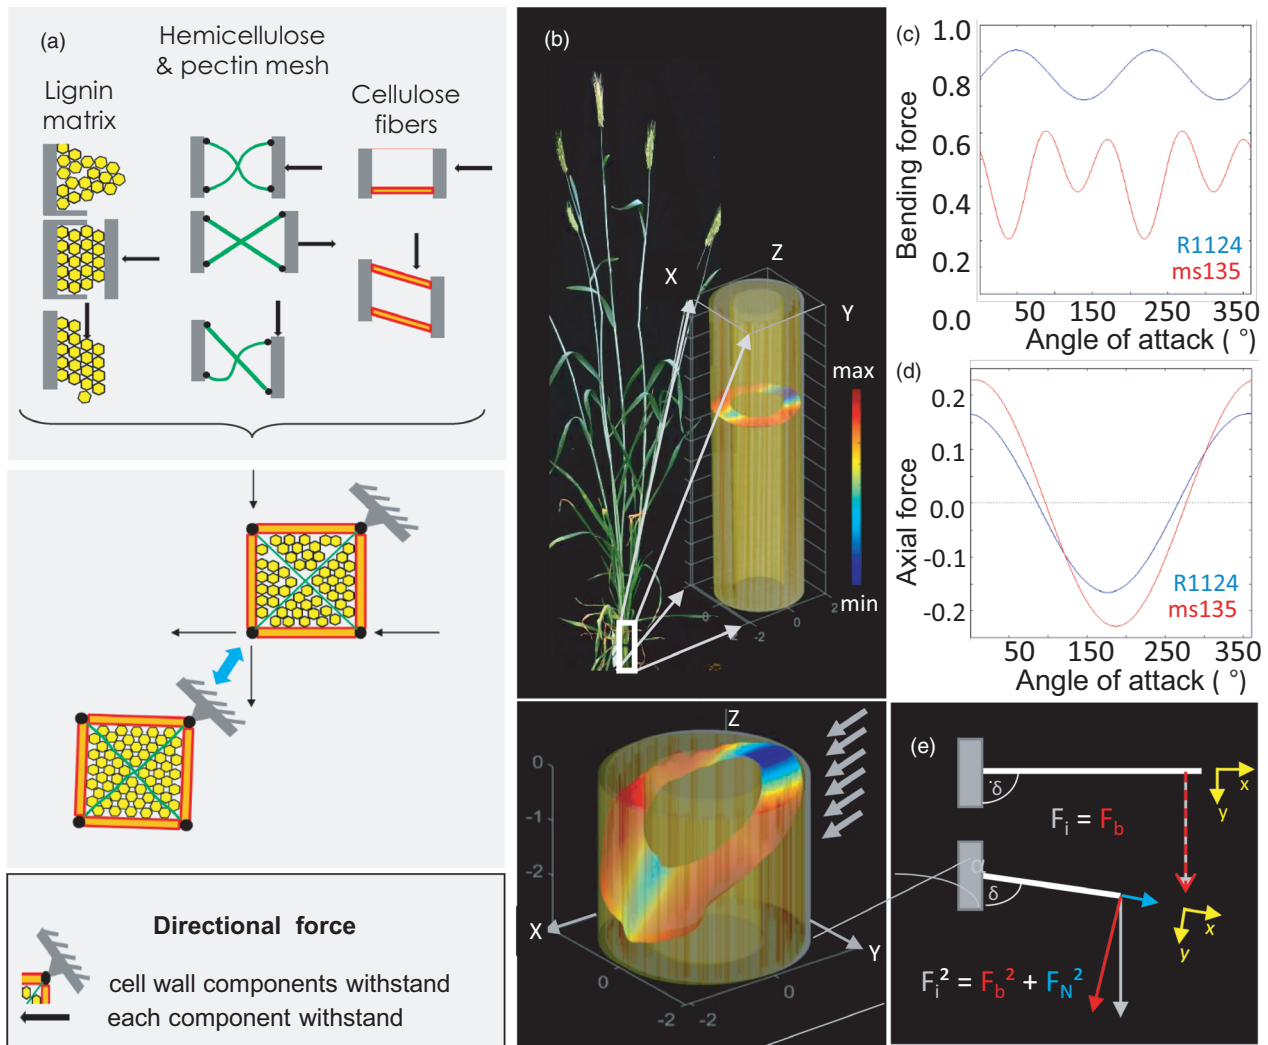 (a)
Hemicellulose
& pectin mesh
Lignin
matrix
Cellulose
fibers
Directional force
cell wall components withstand
each component withstand
(b)
X
Z
Y
max
min
0
-2
-2
0
2
Z
0
-1
-2
X
Y
0
-2
-2
0
(c)
Bending force
1.0
0.8
0.6
0.4
0.2
0.0
R1124
ms135
50
150
250
350
Angle of attack ( °)
(d)
Axial force
0.2
0.1
0.0
-0.1
-0.2
R1124
ms135
50
150
250
350
Angle of attack ( °)
(e)
δ
x
y
Fi = Fb
α
δ
x
y
Fi² = Fb² + FN²